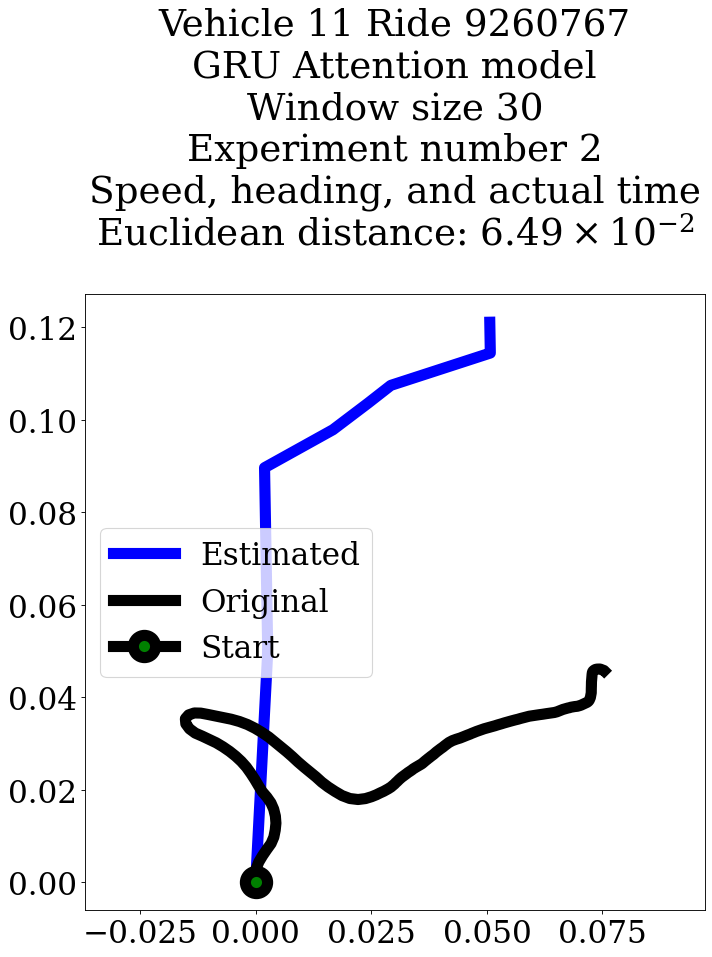 Vehicle 11 Ride 9260767
GRU Attention model
Window size 30
Experiment number 2
Speed, heading, and actual time
Euclidean distance: 6.49 × 10⁻²
0.12
0.10
0.08
0.06
0.04
0.02
0.00
Estimated
Original
Start
−0.025 0.000 0.025 0.050 0.075